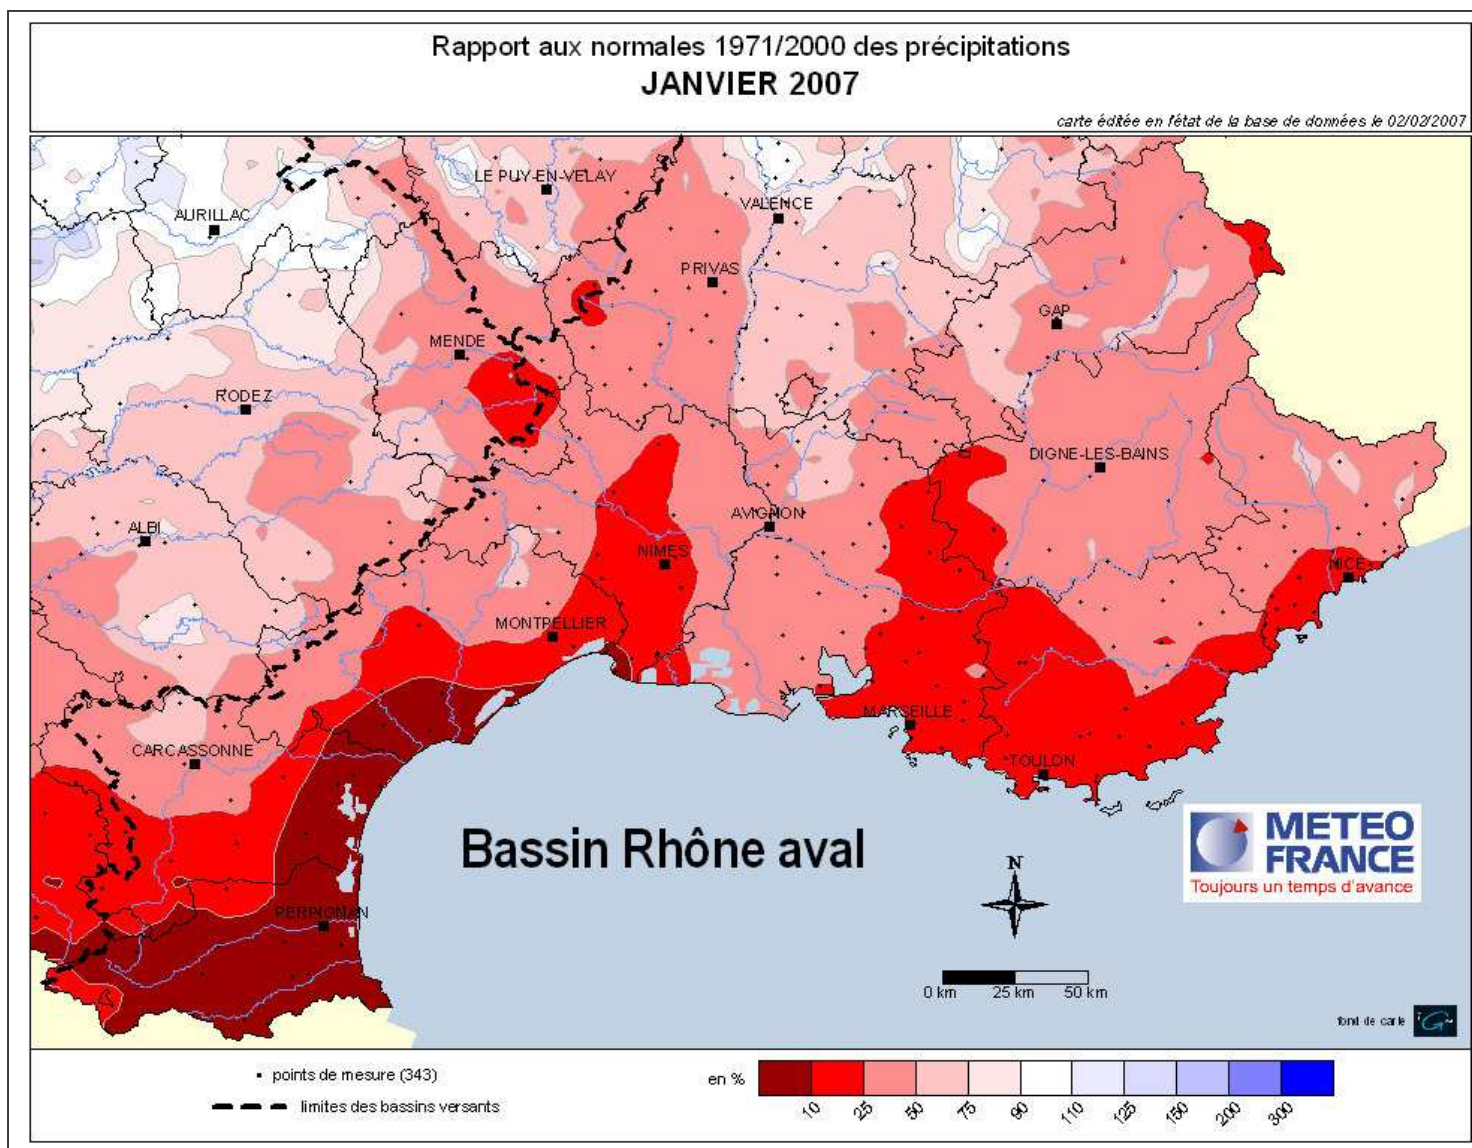 Rapport aux normales 1971/2000 des précipitations
JANVIER 2007
carte éditée en l'état de la base de données le 02/02/2007
LE PUY-EN-VELAY
AURILLAC
VALENCE
PRIVAS
GAP
MENDE
RODEZ
DIGNE-LES-BAINS
AVIGNON
ALBI
NIMES
NICE
MONTPELLIER
MARSEILLE
CARCASSONNE
TOULON
METEO
FRANCE
Toujours un temps d'avance
Bassin Rhône aval
N
PERPIGNAN
0 km 25 km 50 km
fond de carte
points de mesure (343)
limites des bassins versants
en %
10 25 50 75 90 110 125 150 200 300